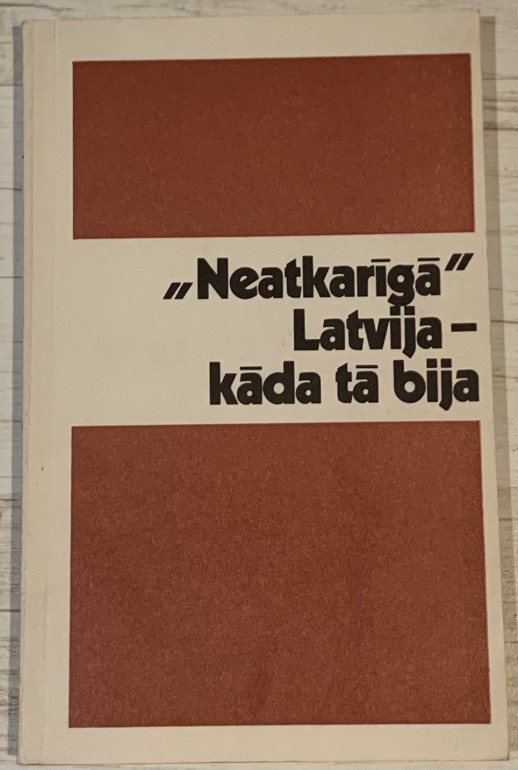 „Neatkarīgā”
Latvija –
kāda tā bija